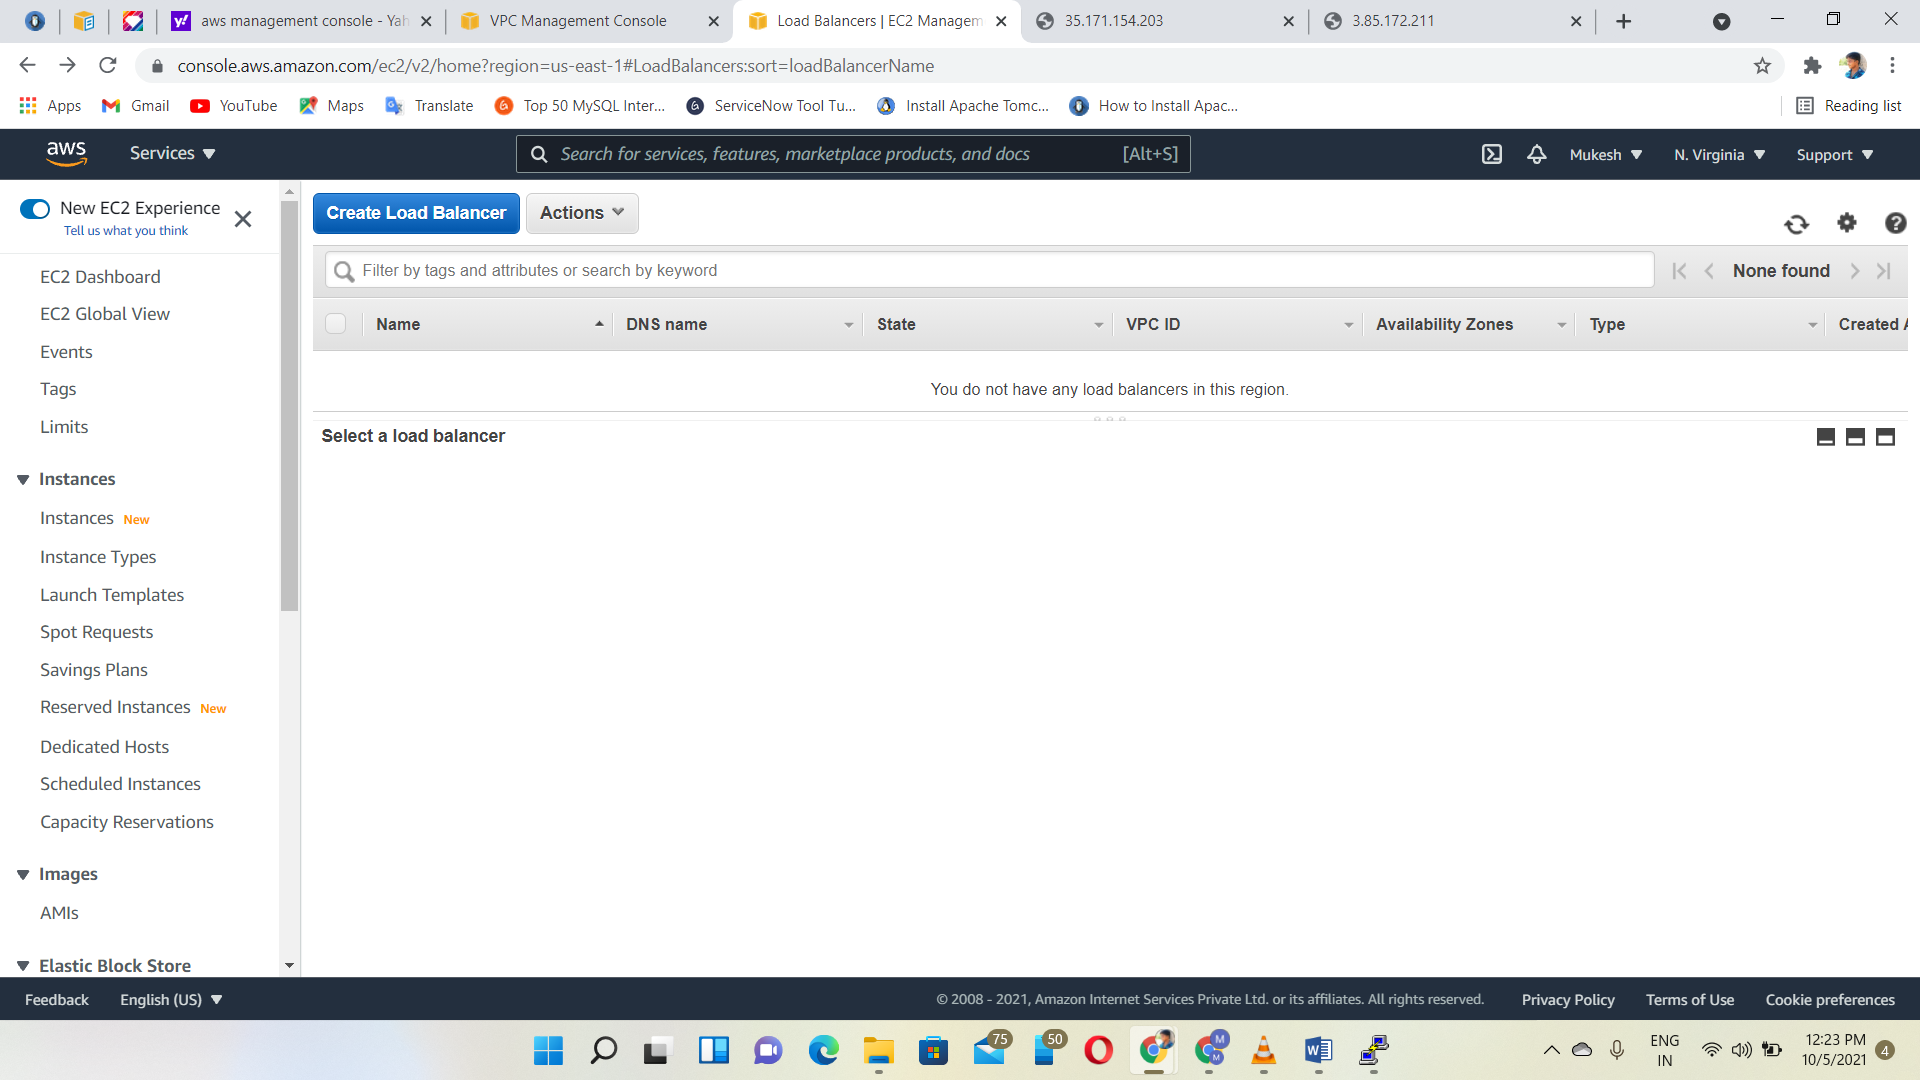 aws management console - Yah
VPC Management Console
Load Balancers | EC2 Managem
35.171.154.203
3.85.172.211
console.aws.amazon.com/ec2/v2/home?region=us-east-1#LoadBalancers:sort=loadBalancerName
Apps
Gmail
YouTube
Maps
Translate
Top 50 MySQL Inter...
ServiceNow Tool Tu...
Install Apache Tomc...
How to Install Apac...
Reading list
aws
Services
Search for services, features, marketplace products, and docs
[Alt+S]
Mukesh
N. Virginia
Support
New EC2 Experience
Tell us what you think
EC2 Dashboard
EC2 Global View
Events
Tags
Limits
Instances
Instances New
Instance Types
Launch Templates
Spot Requests
Savings Plans
Reserved Instances New
Dedicated Hosts
Scheduled Instances
Capacity Reservations
Images
AMIs
Elastic Block Store
Create Load Balancer
Actions
Filter by tags and attributes or search by keyword
None found
Name
DNS name
State
VPC ID
Availability Zones
Type
Created A
You do not have any load balancers in this region.
Select a load balancer
Feedback
English (US)
© 2008 - 2021, Amazon Internet Services Private Ltd. or its affiliates. All rights reserved.
Privacy Policy
Terms of Use
Cookie preferences
75
50
M
M
ENG
IN
12:23 PM
10/5/2021
4